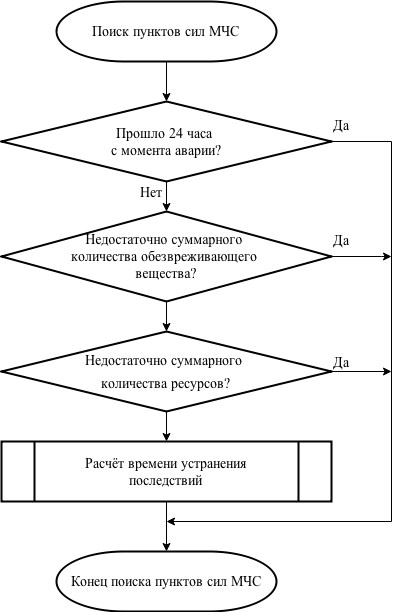 Поиск пунктов сил МЧС
Прошло 24 часа
с момента аварии?
Да
Нет
Недостаточно суммарного
количества обезвреживающего
вещества?
Да
Недостаточно суммарного
количества ресурсов?
Да
Расчёт времени устранения
последствий
Конец поиска пунктов сил МЧС